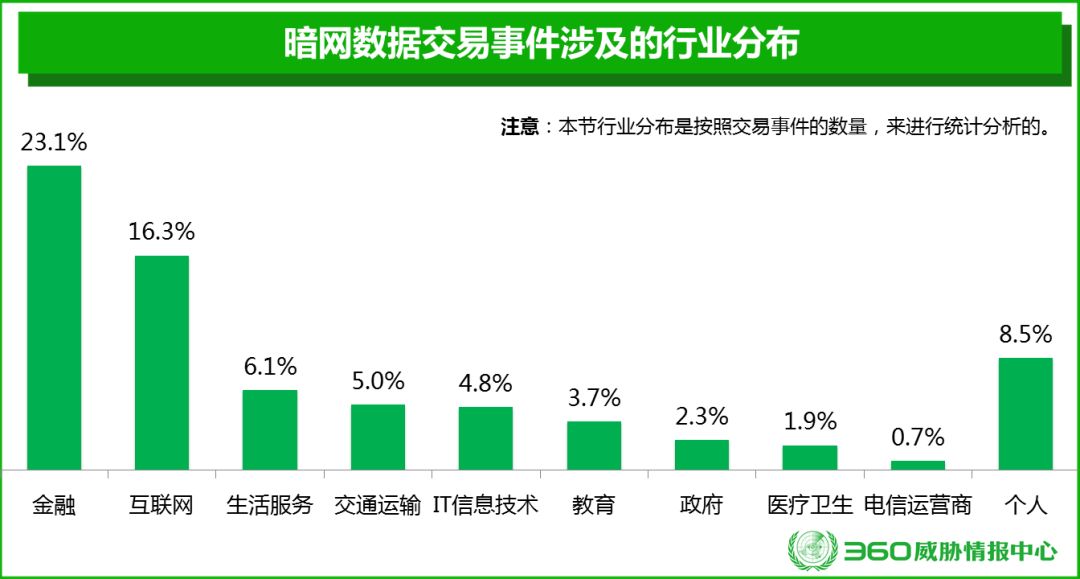 暗网数据交易事件涉及的行业分布
注意：本节行业分布是按照交易事件的数量，来进行统计分析的。
23.1%
16.3%
6.1%
5.0%
4.8%
3.7%
2.3%
1.9%
0.7%
8.5%
金融 互联网 生活服务 交通运输 IT信息技术 教育 政府 医疗卫生 电信运营商 个人
360威胁情报中心